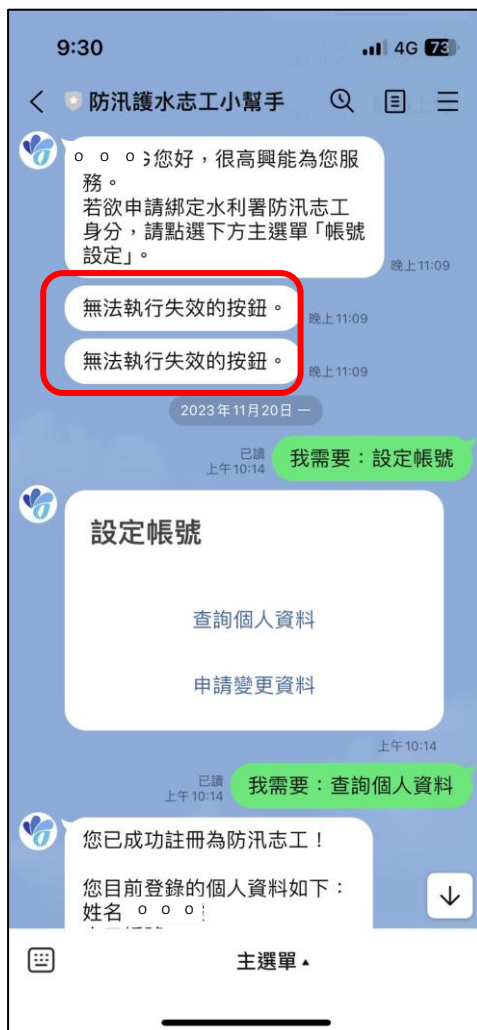 9:30
4G 73
防汛護水志工小幫手
。。。G您好,很高興能為您服
務。
若欲申請綁定水利署防汛志工
身分,請點選下方主選單「帳號
設定」。
晚上11:09
無法執行失效的按鈕。
晚上11:09
無法執行失效的按鈕。
晚上11:09
2023年11月20日 一
已讀
上午10:14
我需要:設定帳號
設定帳號
查詢個人資料
申請變更資料
上午10:14
已讀
上午10:14
我需要:查詢個人資料
您已成功註冊為防汛志工!
您目前登錄的個人資料如下:
姓名 。。。
主選單▲